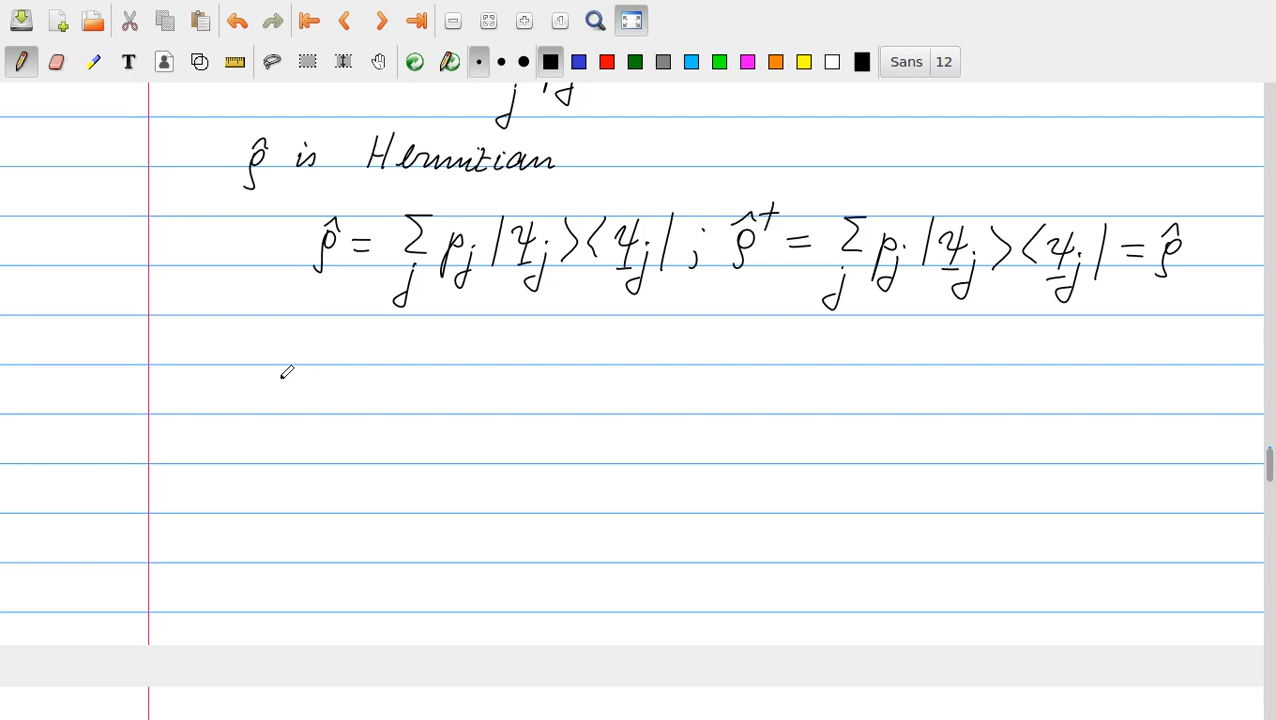 Sans 12
j
ρ̂ is Hermitian
ρ̂ = Σ_j p_j |Ψ_j><Ψ_j| ; ρ̂† = Σ_j p_j |Ψ_j><Ψ_j| = ρ̂